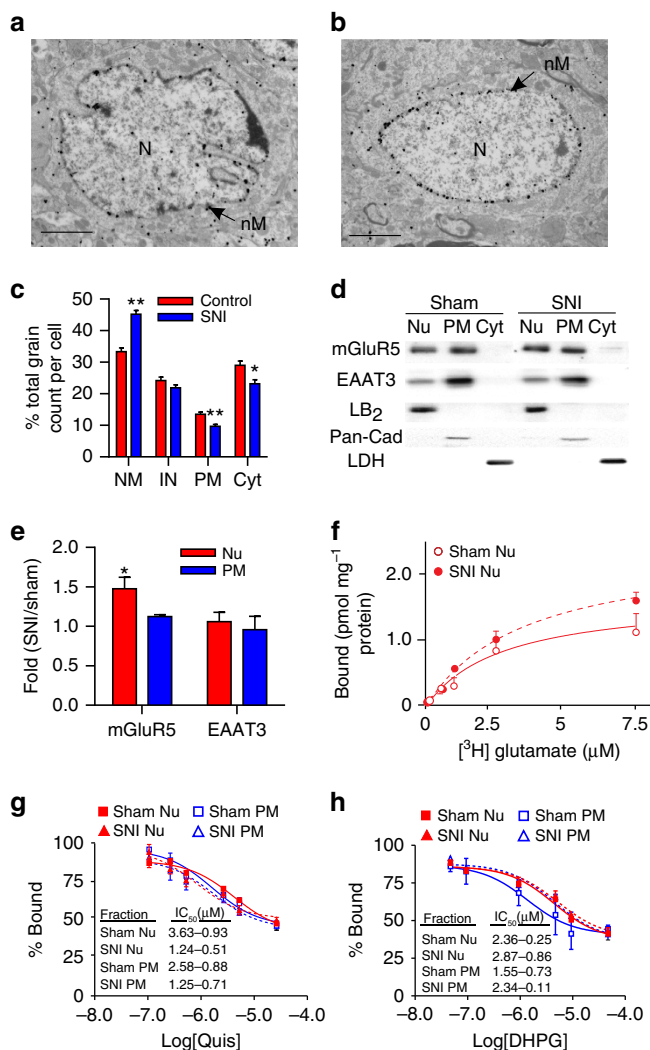 a
b
nM
N
nM
N
c
% total grain count per cell
60
50
40
30
20
10
0
Control
SNI
**
**
*
NM IN PM Cyt
d
Sham SNI
Nu PM Cyt Nu PM Cyt
mGluR5
EAAT3
LB2
Pan-Cad
LDH
e
Fold (SNI/sham)
2.0
1.5
1.0
0.5
0.0
*
Nu
PM
mGluR5 EAAT3
f
Bound (pmol mg–1 protein)
2.0
1.0
0
Sham Nu
SNI Nu
0 2.5 5 7.5
[3H] glutamate (μM)
g
Sham Nu Sham PM
SNI Nu SNI PM
% Bound
100
75
50
25
0
Fraction IC50(μM)
Sham Nu 3.63–0.93
SNI Nu 1.24–0.51
Sham PM 2.58–0.88
SNI PM 1.25–0.71
–8.0 –7.0 –6.0 –5.0 –4.0
Log[Quis]
h
Sham Nu Sham PM
SNI Nu SNI PM
% Bound
100
75
50
25
0
Fraction IC50(μM)
Sham Nu 2.36–0.25
SNI Nu 2.87–0.86
Sham PM 1.55–0.73
SNI PM 2.34–0.11
–8.0 –7.0 –6.0 –5.0 –4.0
Log[DHPG]